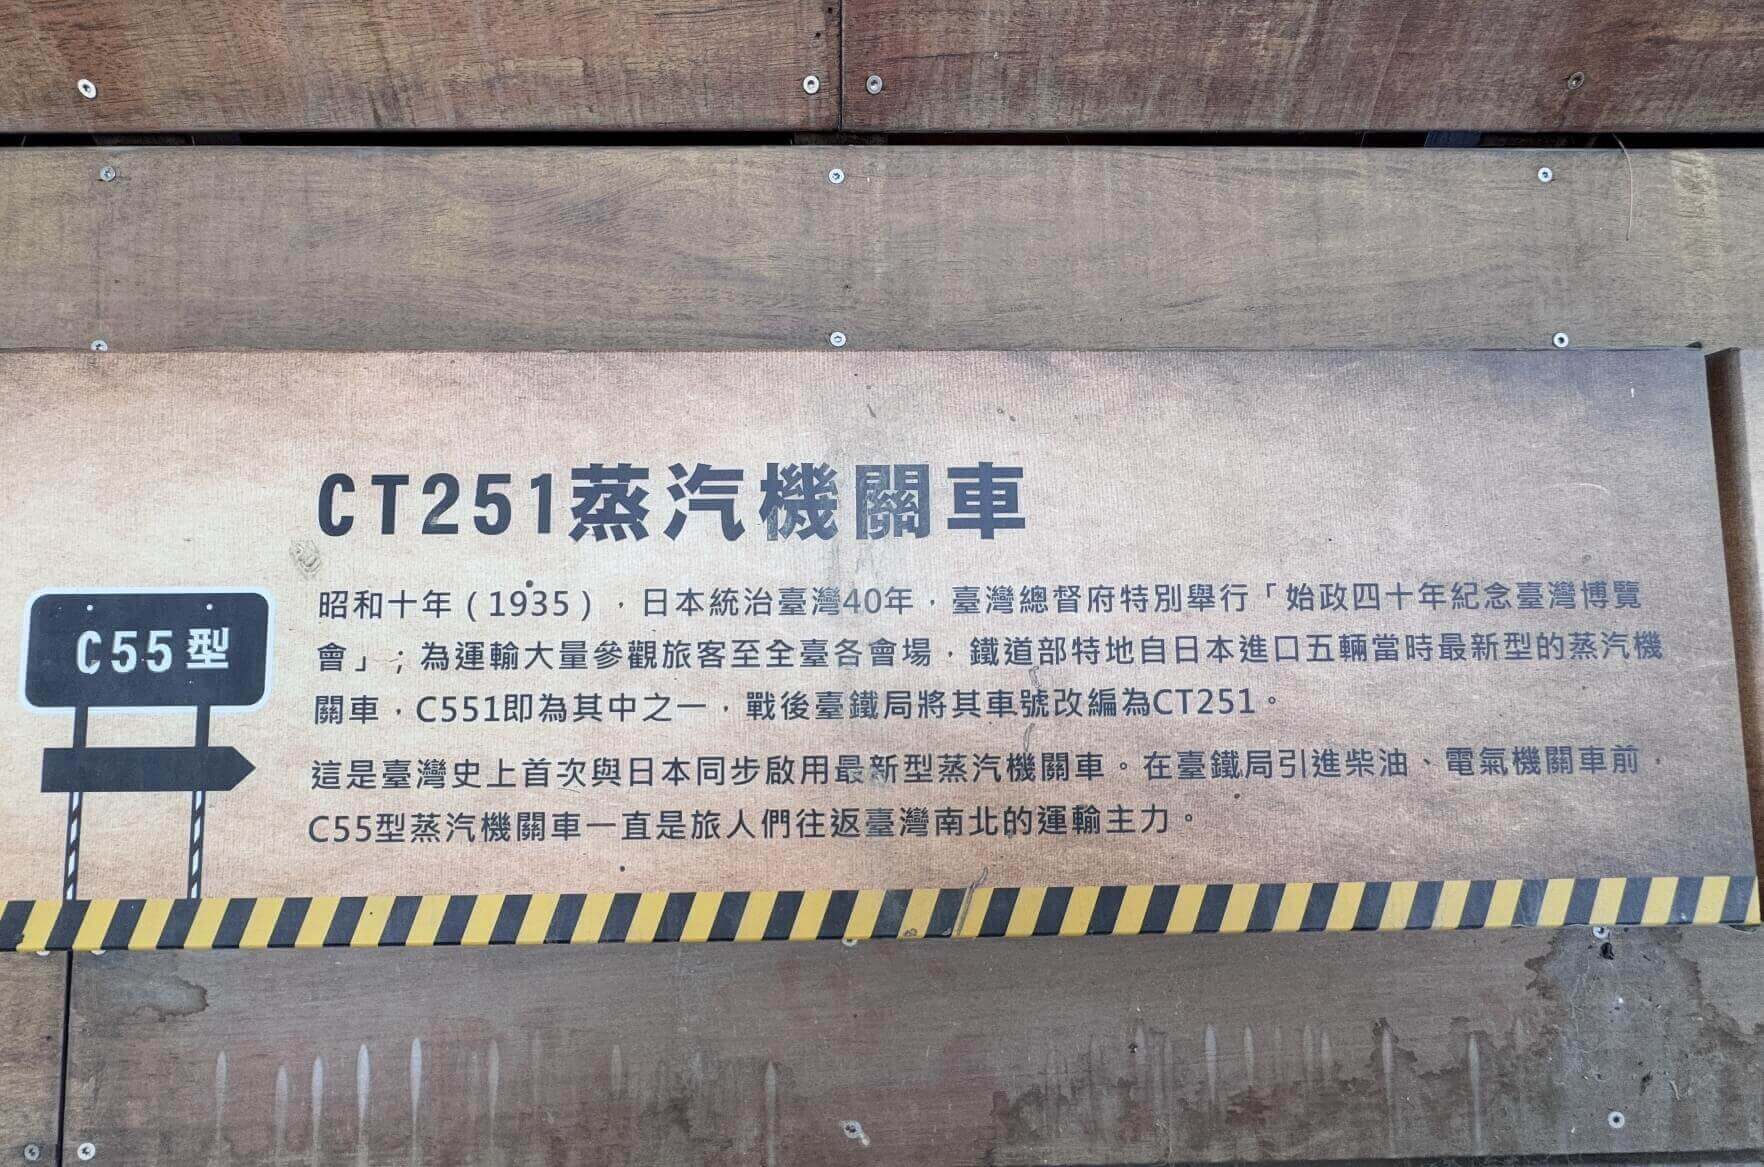 CT251蒸汽機關車
C55型
昭和十年（1935），日本統治臺灣40年，臺灣總督府特別舉行「始政四十年紀念臺灣博覽
會」；為運輸大量參觀旅客至全臺各會場，鐵道部特地自日本進口五輛當時最新型的蒸汽機
關車，C551即為其中之一，戰後臺鐵局將其車號改編為CT251。
這是臺灣史上首次與日本同步啟用最新型蒸汽機關車。在臺鐵局引進柴油、電氣機關車前，
C55型蒸汽機關車一直是旅人們往返臺灣南北的運輸主力。